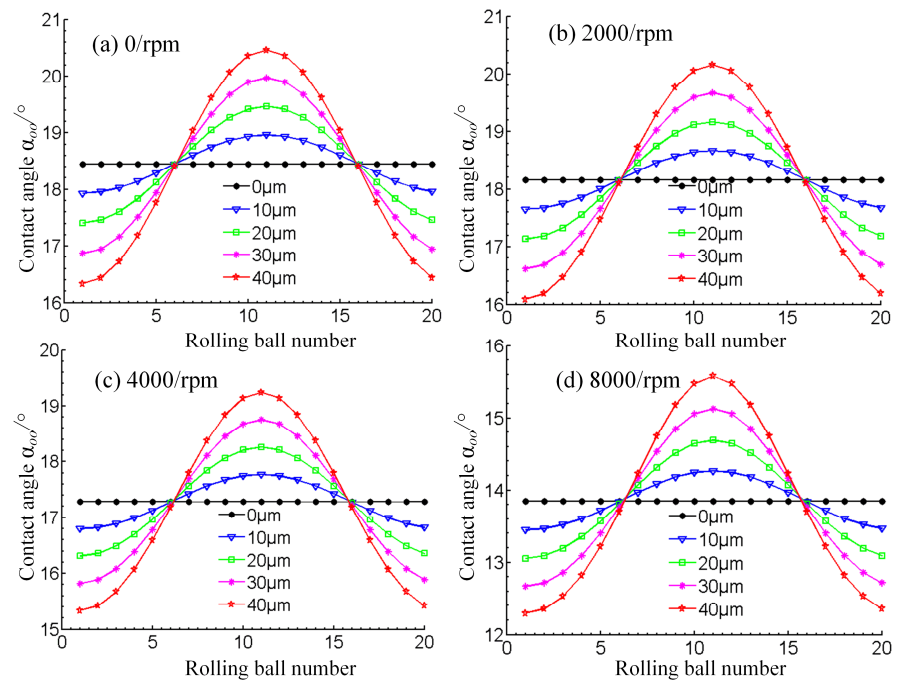 (a) 0/rpm
Contact angle αoo/°
21
20
19
18
17
16
0μm
10μm
20μm
30μm
40μm
0
5
10
15
20
Rolling ball number
(b) 2000/rpm
Contact angle αoo/°
21
20
19
18
17
16
0μm
10μm
20μm
30μm
40μm
0
5
10
15
20
Rolling ball number
(c) 4000/rpm
Contact angle αoo/°
20
19
18
17
16
15
0μm
10μm
20μm
30μm
40μm
0
5
10
15
20
Rolling ball number
(d) 8000/rpm
Contact angle αoo/°
16
15
14
13
12
0μm
10μm
20μm
30μm
40μm
0
5
10
15
20
Rolling ball number